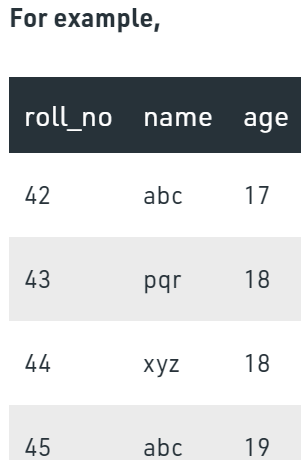 For example,
roll_no name age
42 abc 17
43 pqr 18
44 xyz 18
45 abc 19